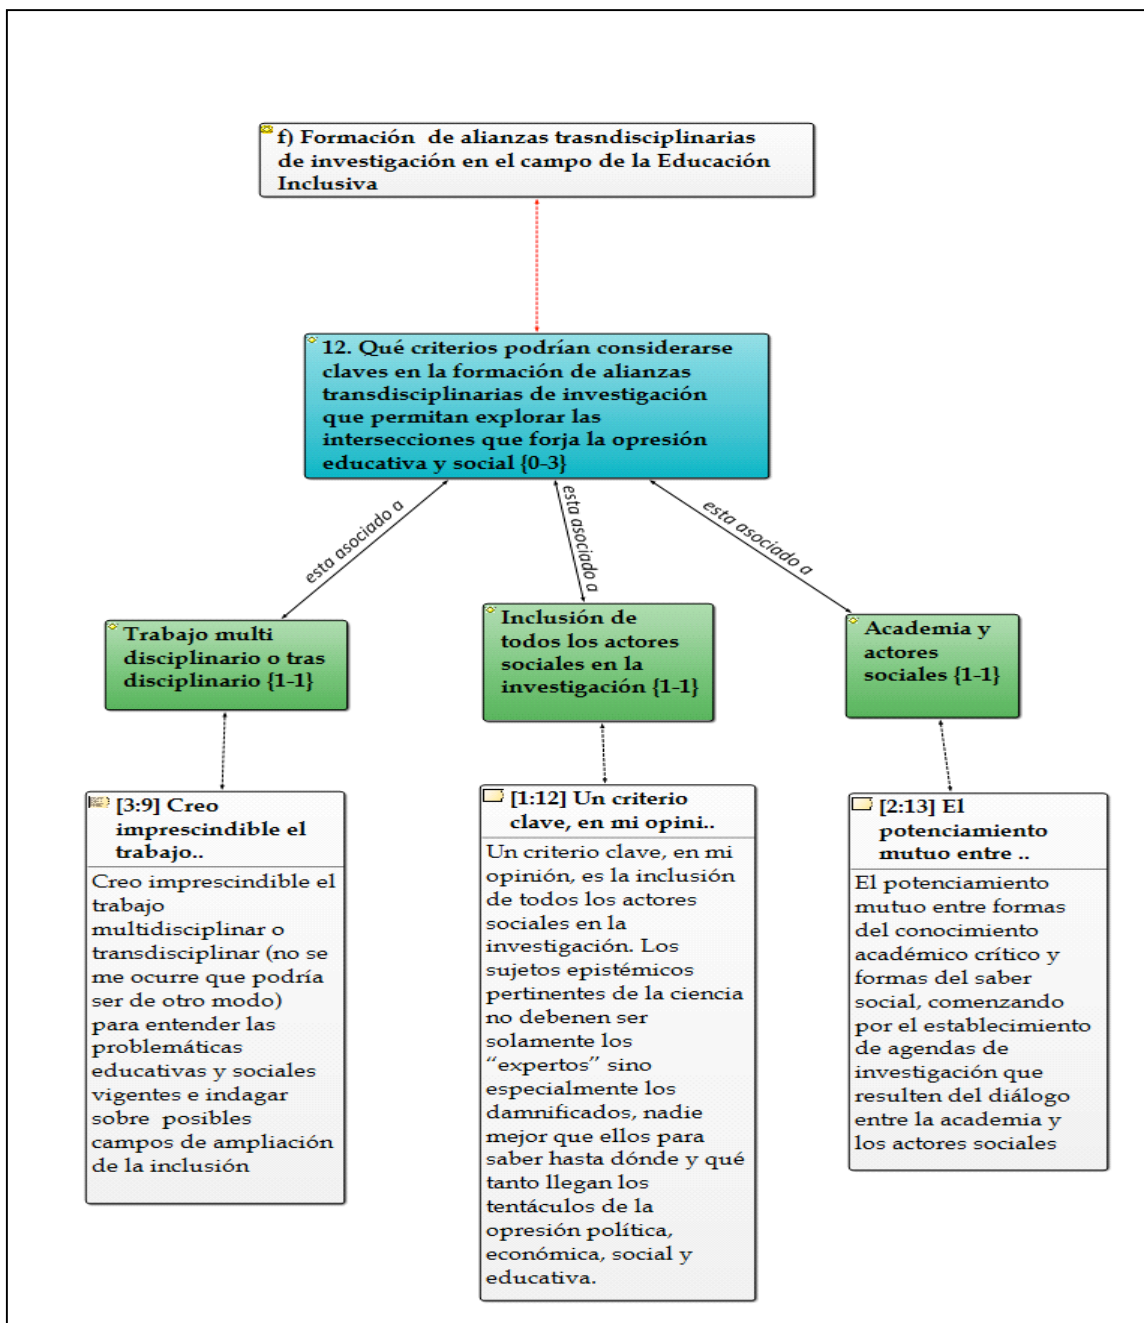 f) Formación de alianzas trasndisciplinarias
de investigación en el campo de la Educación
Inclusiva
12. Qué criterios podrían considerarse
claves en la formación de alianzas
transdisciplinarias de investigación
que permitan explorar las
intersecciones que forja la opresión
educativa y social {0-3}
esta asociado a
esta asociado a
esta asociado a
Trabajo multi
disciplinario o tras
disciplinario {1-1}
Inclusión de
todos los actores
sociales en la
investigación {1-1}
Academia y
actores
sociales {1-1}
[3:9] Creo
imprescindible el
trabajo..
Creo imprescindible el
trabajo
multidisciplinar o
transdisciplinar (no se
me ocurre que podría
ser de otro modo)
para entender las
problemáticas
educativas y sociales
vigentes e indagar
sobre posibles
campos de ampliación
de la inclusión
[1:12] Un criterio
clave, en mi opini..
Un criterio clave, en mi
opinión, es la inclusión
de todos los actores
sociales en la
investigación. Los
sujetos epistémicos
pertinentes de la ciencia
no debenen ser
solamente los
“expertos” sino
especialmente los
damnificados, nadie
mejor que ellos para
saber hasta dónde y qué
tanto llegan los
tentáculos de la
opresión política,
económica, social y
educativa.
[2:13] El
potenciamiento
mutuo entre ..
El potenciamiento
mutuo entre formas
del conocimiento
académico crítico y
formas del saber
social, comenzando
por el establecimiento
de agendas de
investigación que
resulten del diálogo
entre la academia y
los actores sociales